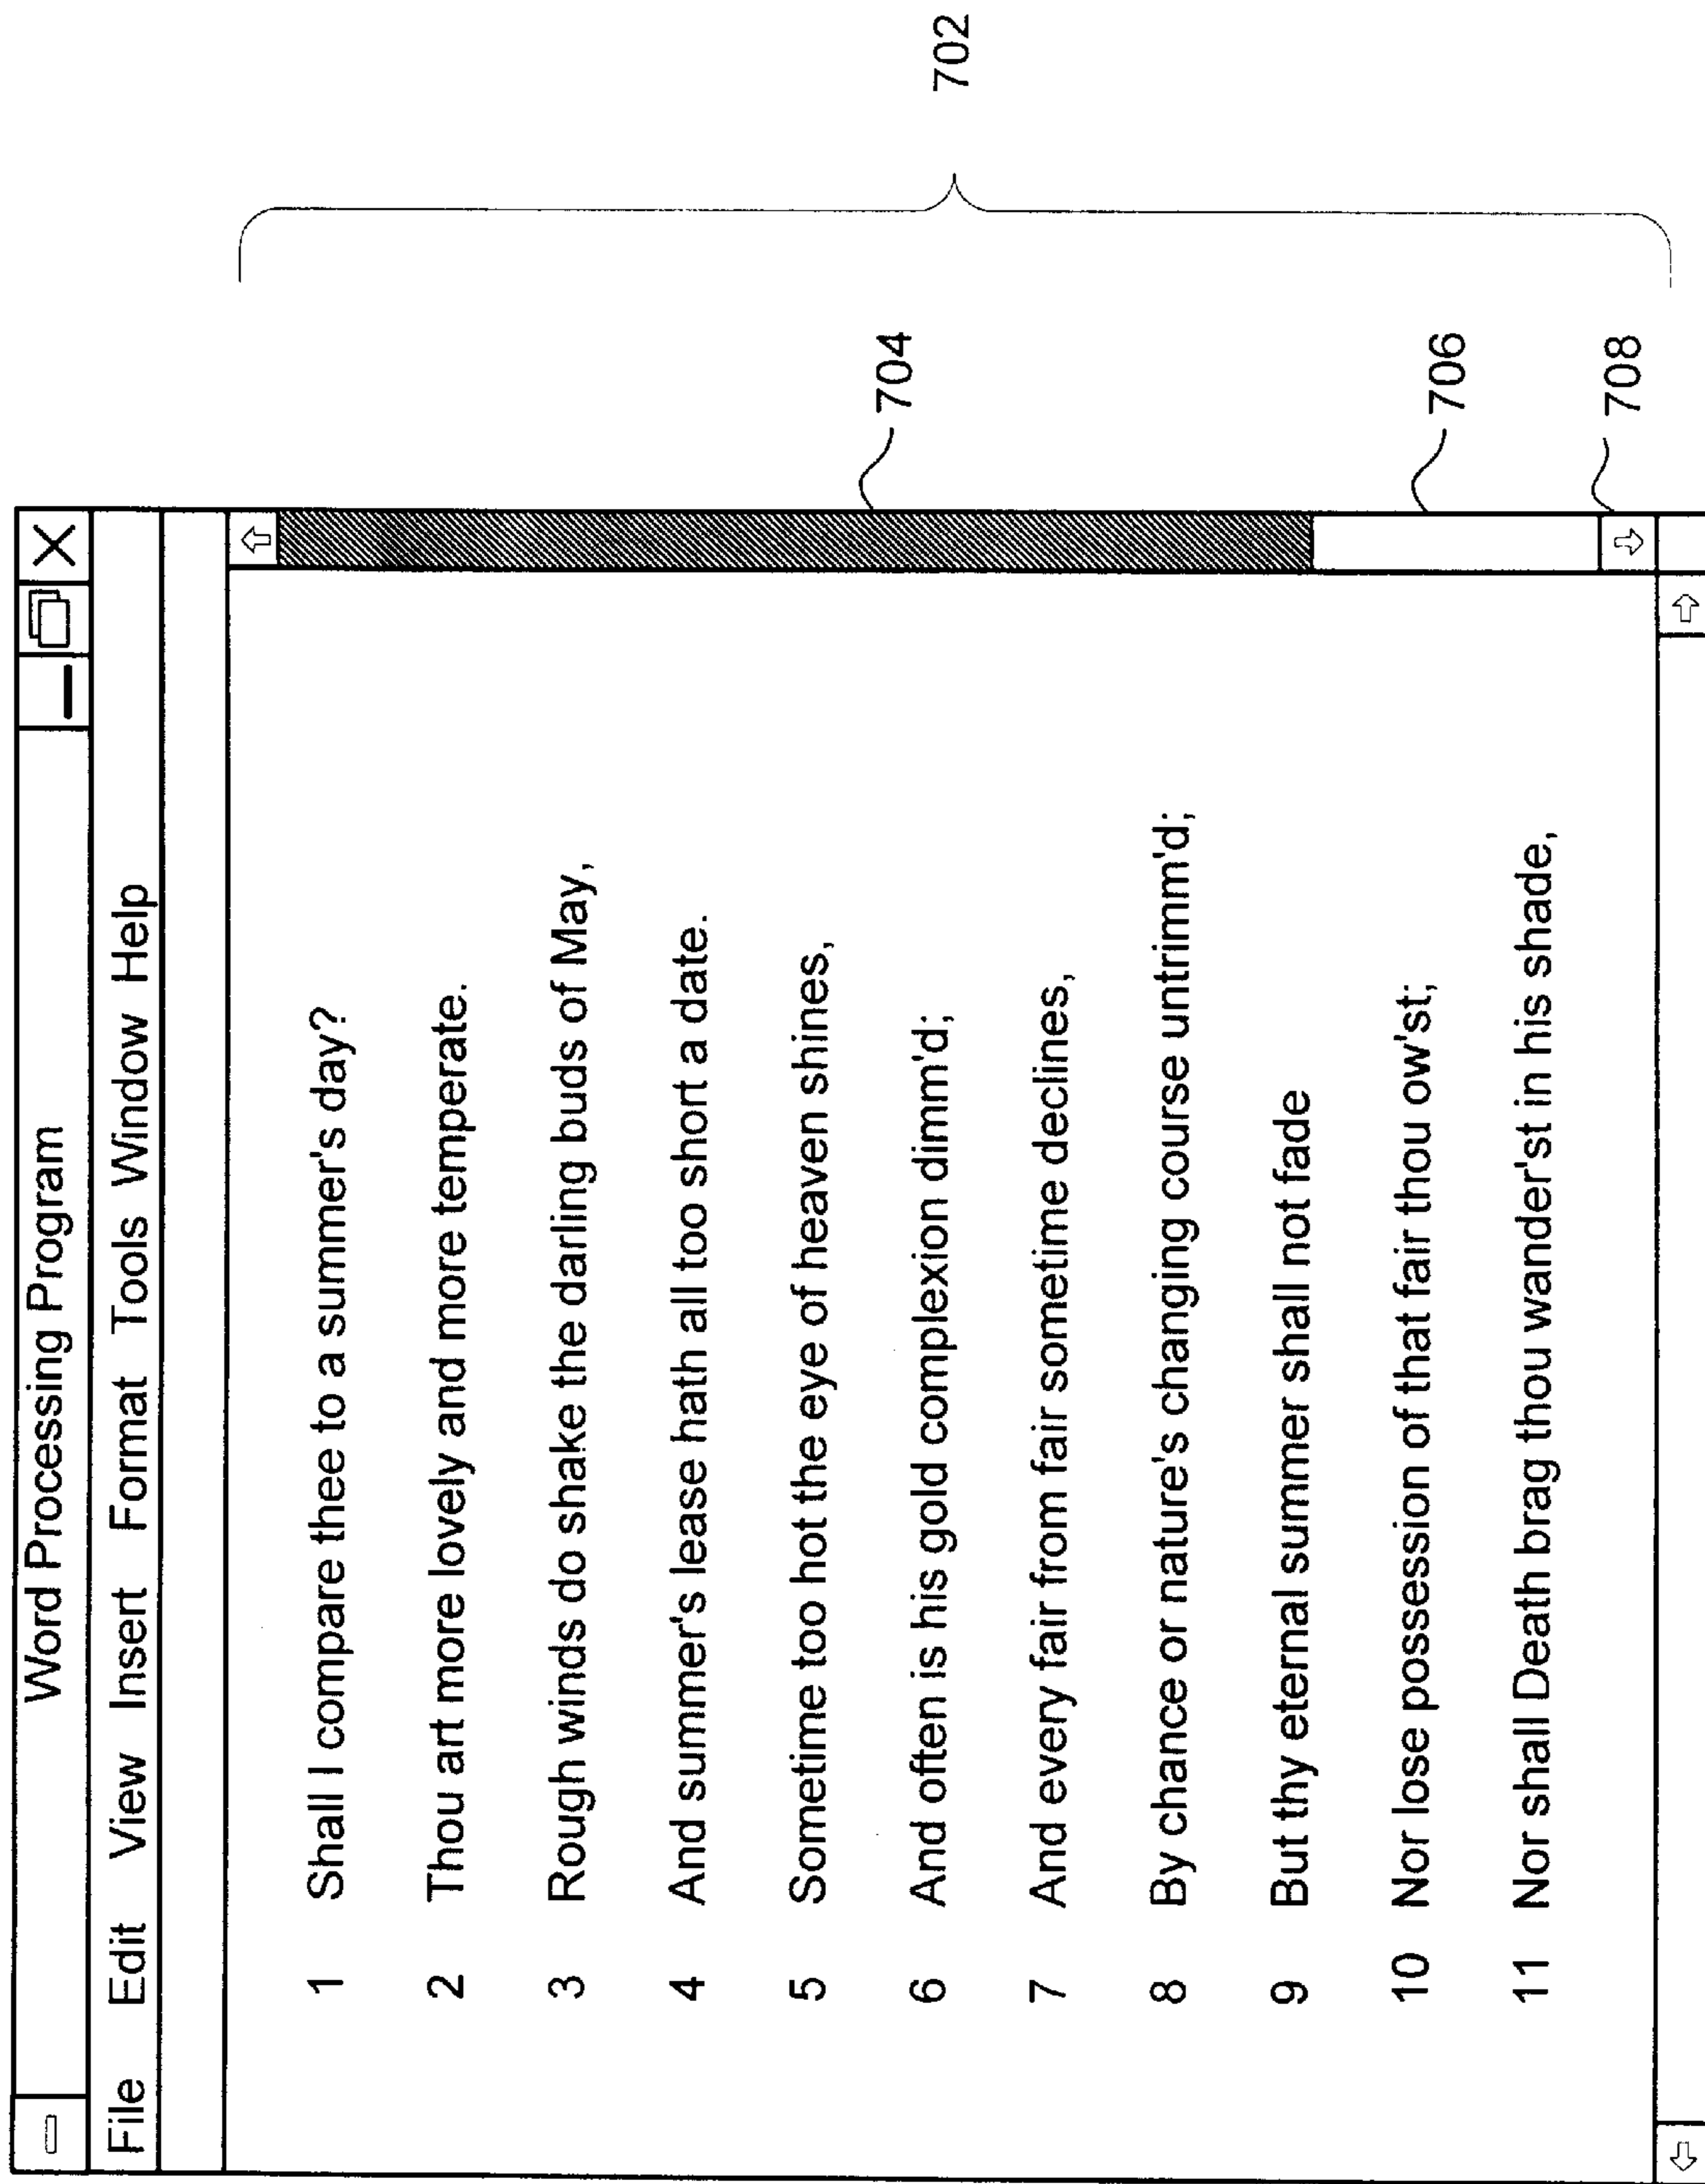 Word Processing Program
File Edit View Insert Format Tools Window Help
1 Shall I compare thee to a summer's day?
2 Thou art more lovely and more temperate.
3 Rough winds do shake the darling buds of May,
4 And summer's lease hath all too short a date.
5 Sometime too hot the eye of heaven shines,
6 And often is his gold complexion dimm'd;
7 And every fair from fair sometime declines,
8 By chance or nature's changing course untrimm'd;
9 But thy eternal summer shall not fade
10 Nor lose possession of that fair thou ow'st;
11 Nor shall Death brag thou wander'st in his shade,
704
706
708
702